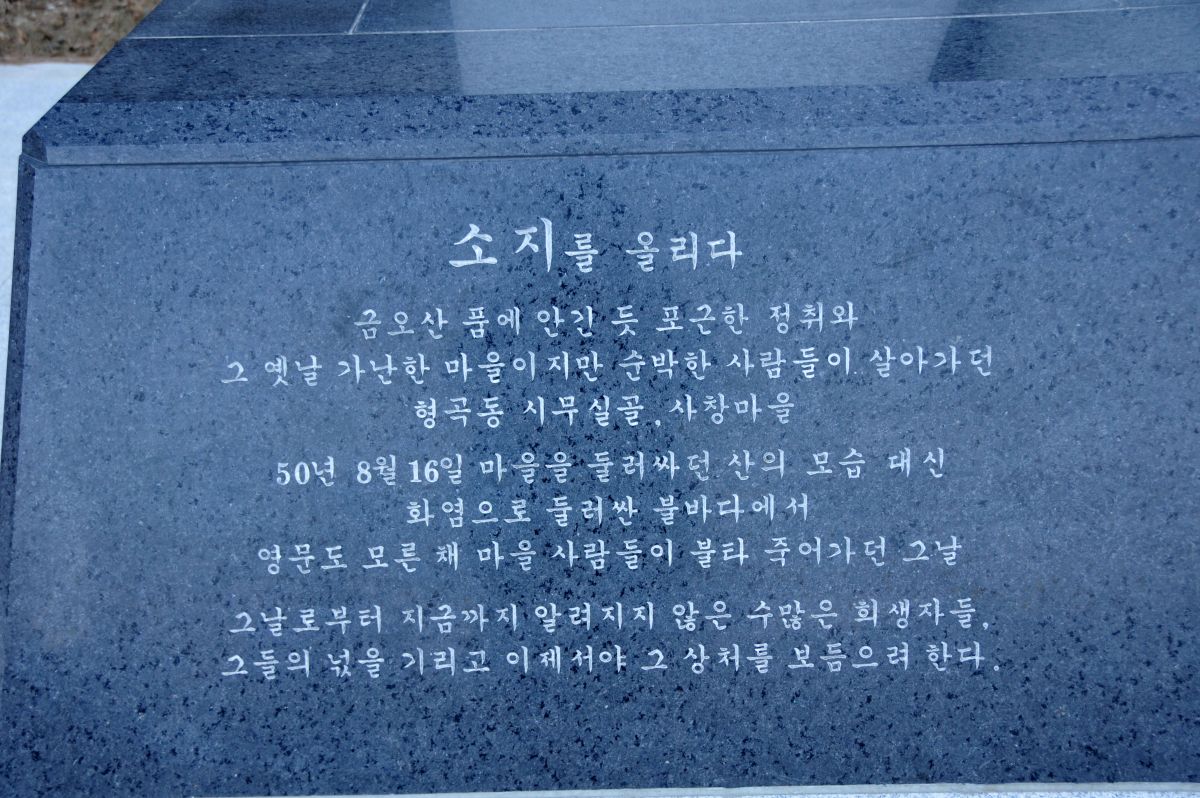 소지를 올리다
금오산 품에 안긴 듯 포근한 정취와
그 옛날 가난한 마을이지만 순박한 사람들이 살아가던
형곡동 시무실골, 사창마을
50년 8월 16일 마을을 둘러싸던 산의 모습 대신
화염으로 둘러싼 불바다에서
영문도 모른 채 마을 사람들이 불타 죽어가던 그날
그날로부터 지금까지 알려지지 않은 수많은 희생자들,
그들의 넋을 기리고 이제서야 그 상처를 보듬으려 한다.